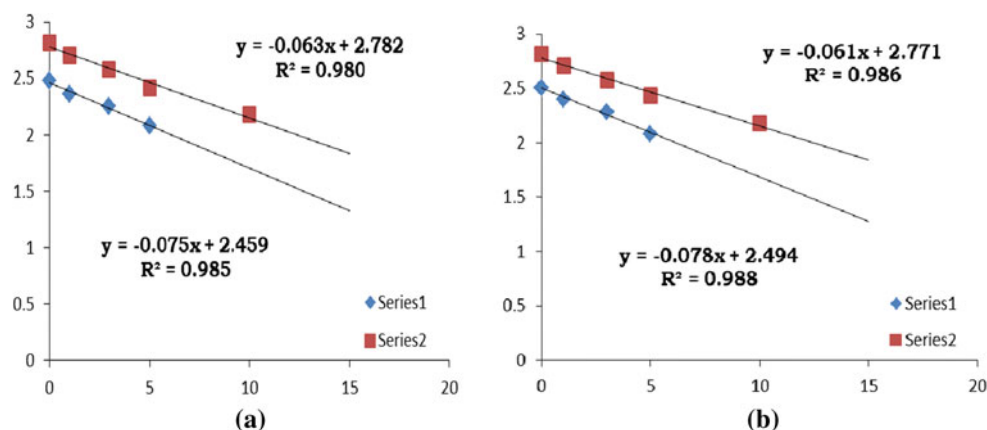 3
2.5
2
1.5
1
0.5
0
0 5 10 15 20
y = -0.063x + 2.782
R² = 0.980
y = -0.075x + 2.459
R² = 0.985
Series1
Series2
(a)
3
2.5
2
1.5
1
0.5
0
0 5 10 15 20
y = -0.061x + 2.771
R² = 0.986
y = -0.078x + 2.494
R² = 0.988
Series1
Series2
(b)